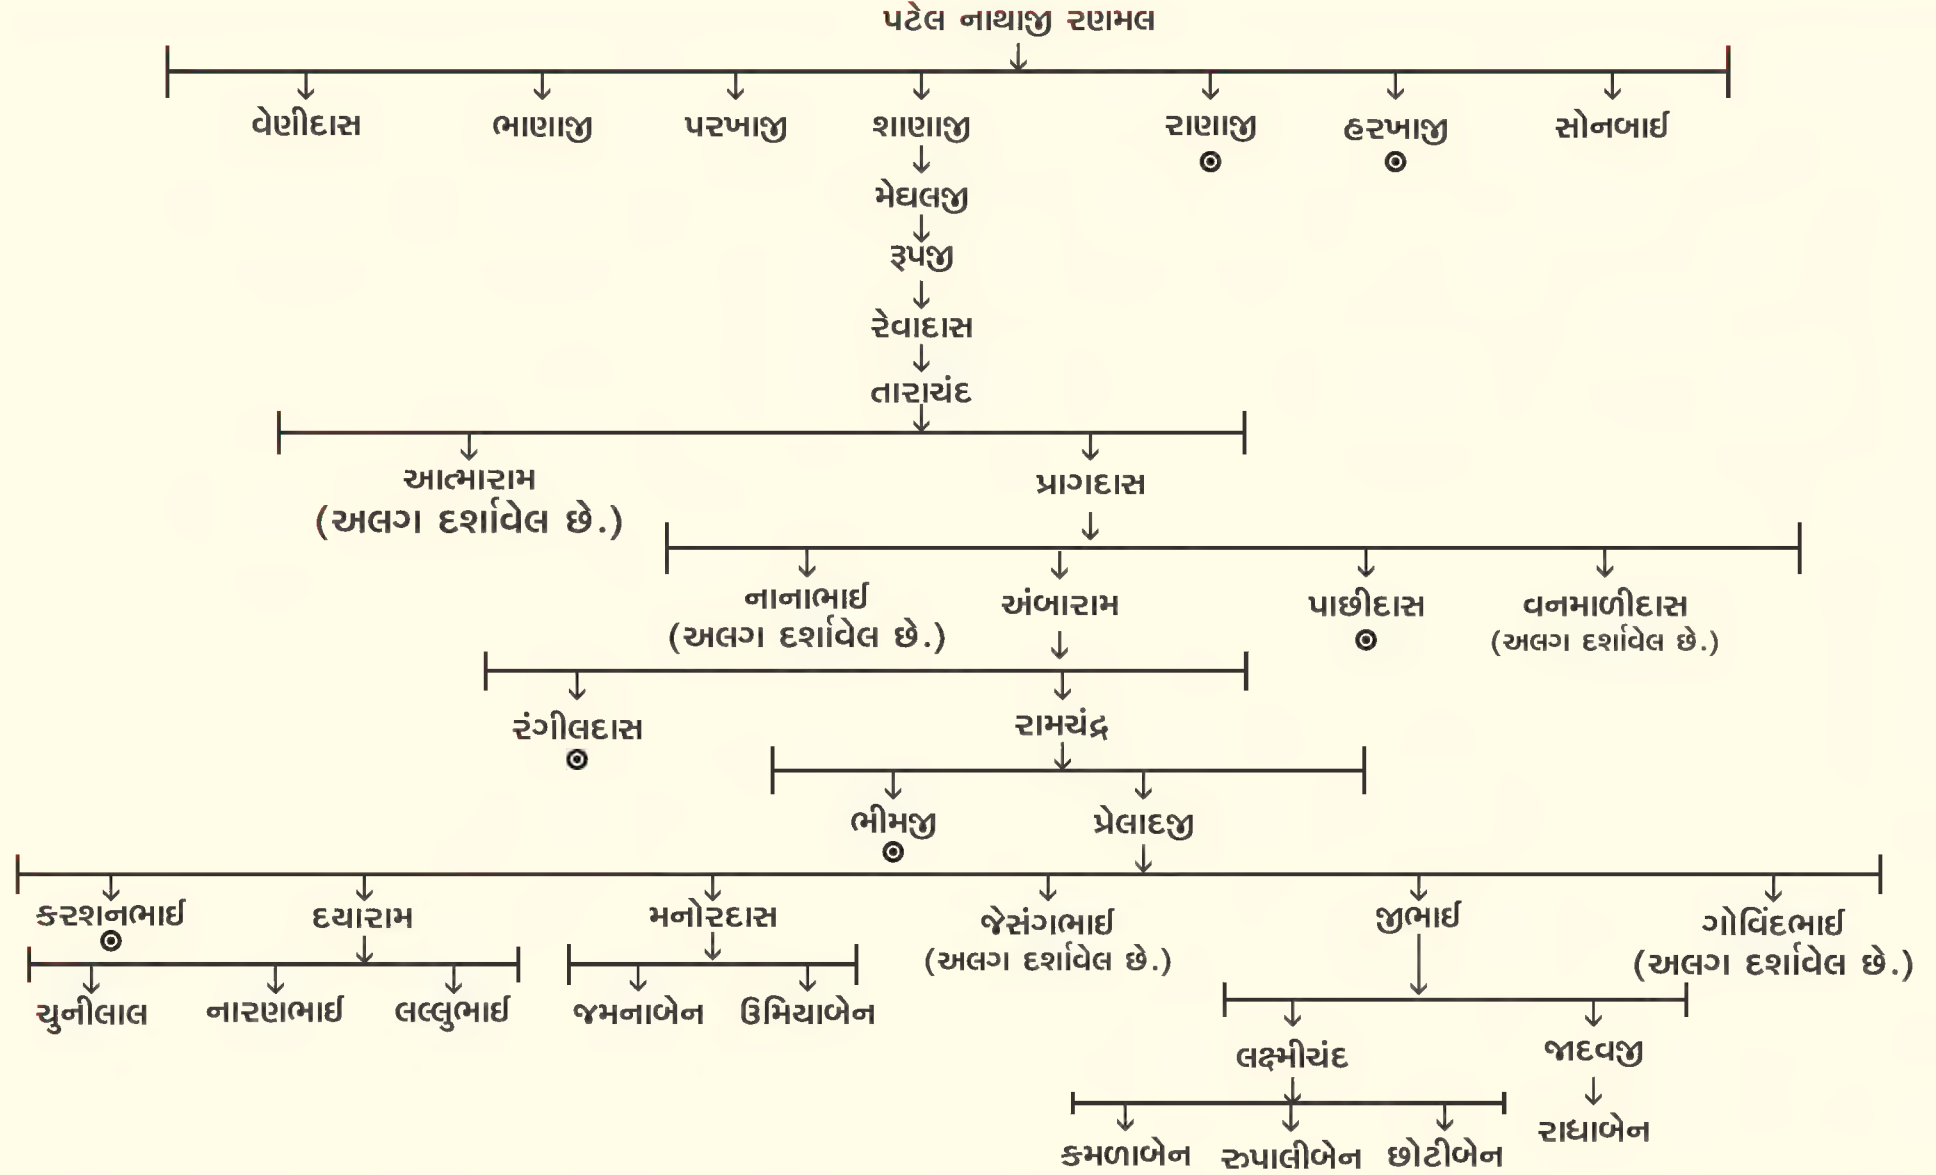 પટેલ નાથાજી રણમલ
વેણીદાસ ભાણાજી પરખાજી શાણાજી રાણાજી હરખાજી સોનબાઈ
મેઘલજી
રૂપજી
રેવાદાસ
તારાચંદ
આત્મારામ પ્રાગદાસ
(અલગ દર્શાવેલ છે.)
નાનાભાઈ અંબારામ પાછીદાસ વનમાળીદાસ
(અલગ દર્શાવેલ છે.) (અલગ દર્શાવેલ છે.)
રંગીલદાસ રામચંદ્ર
ભીમજી પ્રેલાદજી
કરશનભાઈ દયારામ મનોરદાસ જેસંગભાઈ જીભાઈ ગોવિંદભાઈ
(અલગ દર્શાવેલ છે.) (અલગ દર્શાવેલ છે.)
ચુનીલાલ નારણભાઈ લલ્લુભાઈ જમનાબેન ઉમિયાબેન
લક્ષ્મીચંદ જાદવજી
કમળાબેન રુપાલીબેન છોટીબેન રાધાબેન